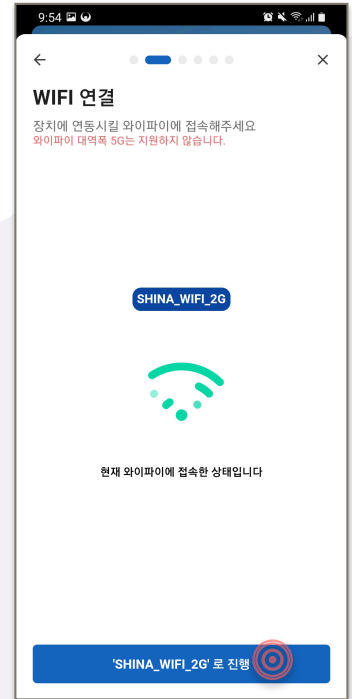 9:54
WIFI 연결
장치에 연동시킬 와이파이에 접속해주세요
와이파이 대역폭 5G는 지원하지 않습니다.
SHINA_WIFI_2G
현재 와이파이에 접속한 상태입니다
'SHINA_WIFI_2G' 로 진행